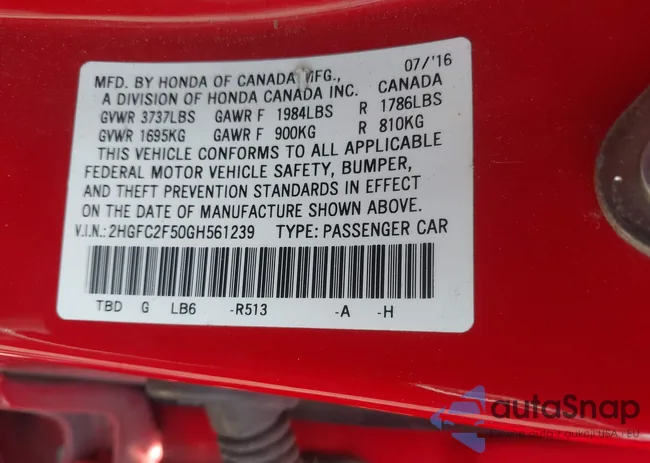 MFD. BY HONDA OF CANADA MFG., 07/'16
A DIVISION OF HONDA CANADA INC. CANADA
GVWR 3737LBS GAWR F 1984LBS R 1786LBS
GVWR 1695KG GAWR F 900KG R 810KG
THIS VEHICLE CONFORMS TO ALL APPLICABLE
FEDERAL MOTOR VEHICLE SAFETY, BUMPER,
AND THEFT PREVENTION STANDARDS IN EFFECT
ON THE DATE OF MANUFACTURE SHOWN ABOVE.
V.I.N.: 2HGFC2F50GH561239 TYPE: PASSENGER CAR
TBD G LB6 -R513 -A -H
autaSnap